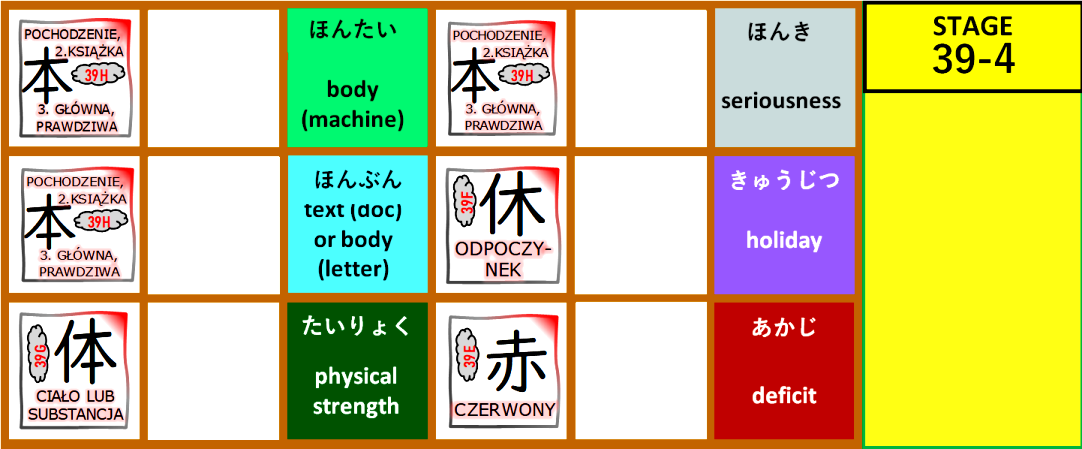 POCHODZENIE,
2.KSIĄŻKA
本
39H
3. GŁÓWNA,
PRAWDZIWA
ほんたい
body
(machine)
POCHODZENIE,
2.KSIĄŻKA
本
39H
3. GŁÓWNA,
PRAWDZIWA
ほんき
seriousness
STAGE
39-4
POCHODZENIE,
2.KSIĄŻKA
本
39H
3. GŁÓWNA,
PRAWDZIWA
ほんぶん
text (doc)
or body
(letter)
39F
休
ODPOCZY-
NEK
きゅうじつ
holiday
39G
体
CIAŁO LUB
SUBSTANCJA
たいりょく
physical
strength
39E
赤
CZERWONY
あかじ
deficit